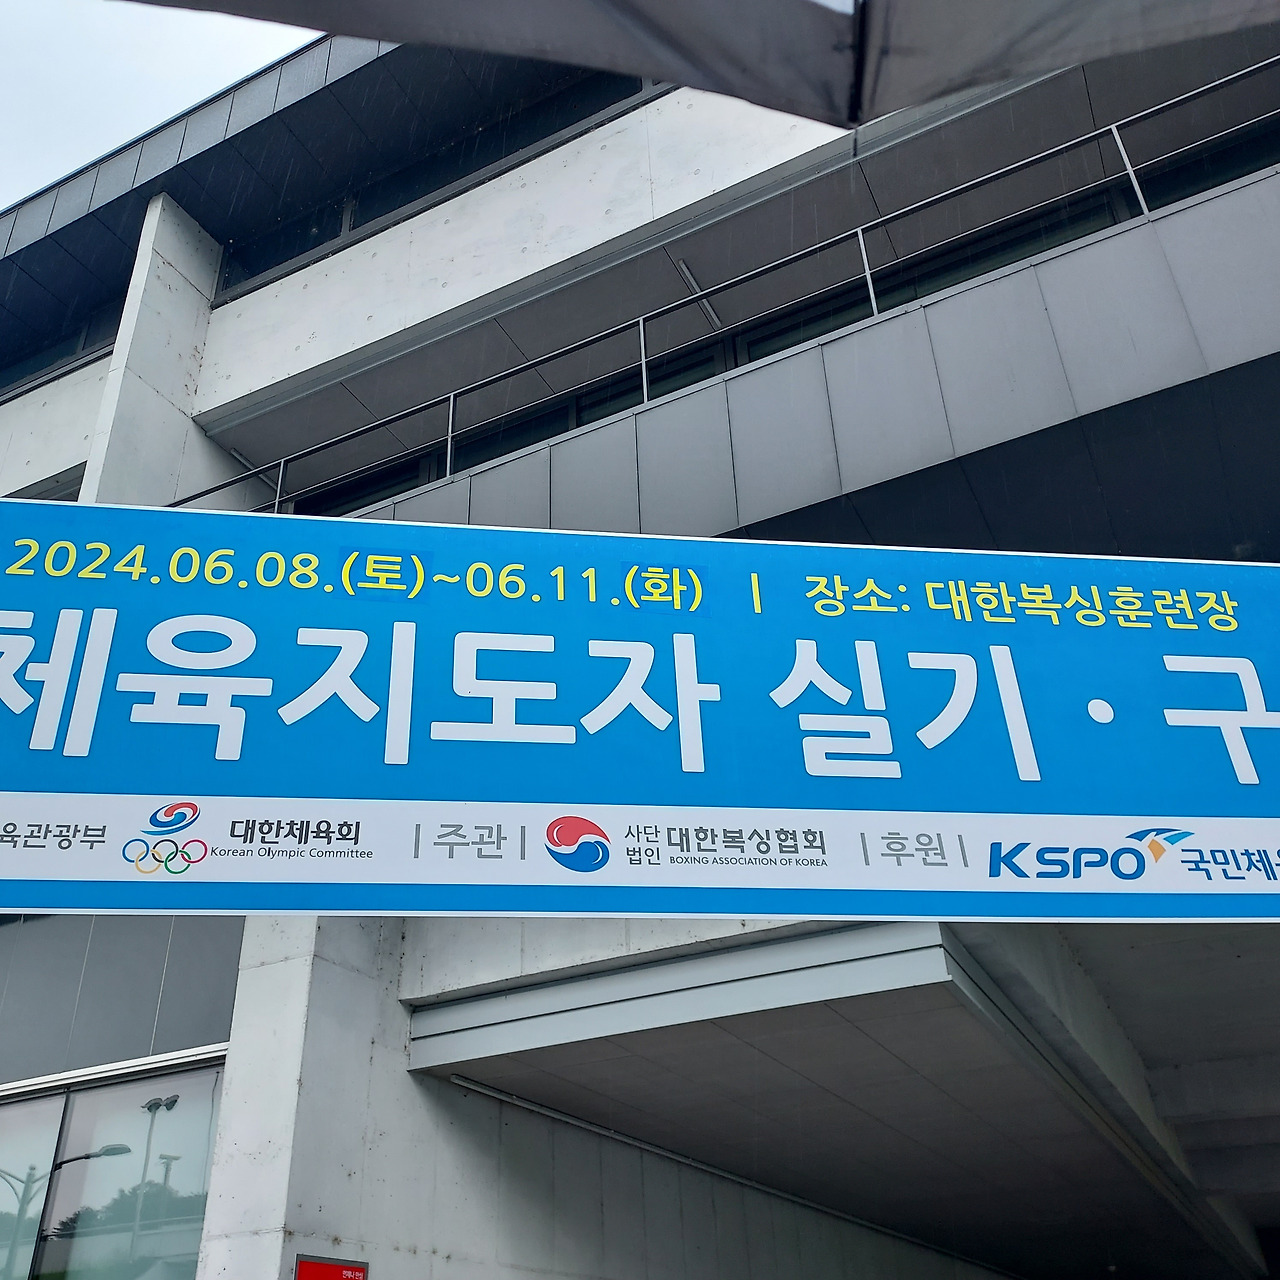 2024.06.08.(토)~06.11.(화) | 장소: 대한복싱훈련장
체육지도자 실기·구
육관광부 대한체육회 |주관| 사단 대한복싱협회 |후원| KSPO 국민체육
Korean Olympic Committee 법인 BOXING ASSOCIATION OF KOREA